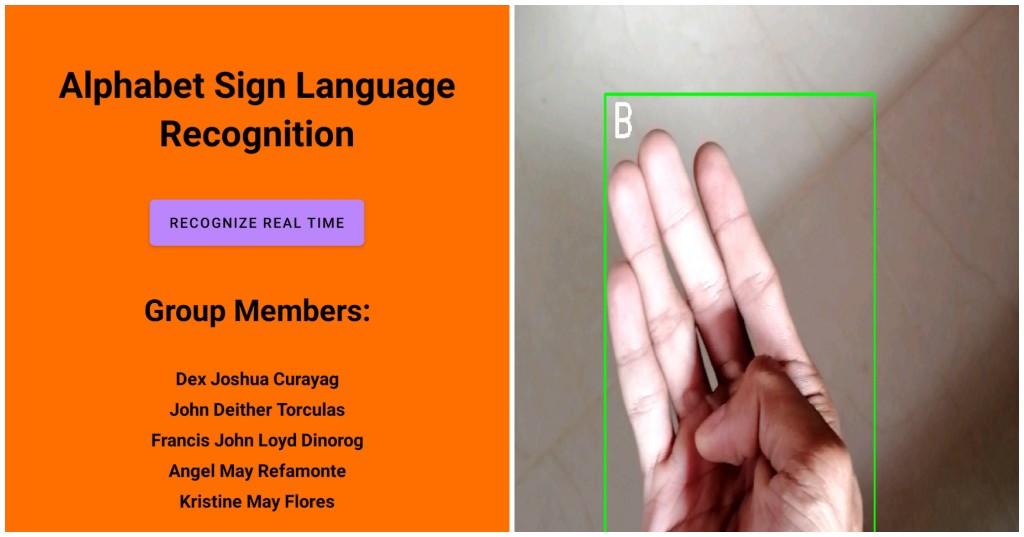 Alphabet Sign Language
Recognition
RECOGNIZE REAL TIME
Group Members:
Dex Joshua Curayag
John Deither Torculas
Francis John Loyd Dinorog
Angel May Refamonte
Kristine May Flores
B